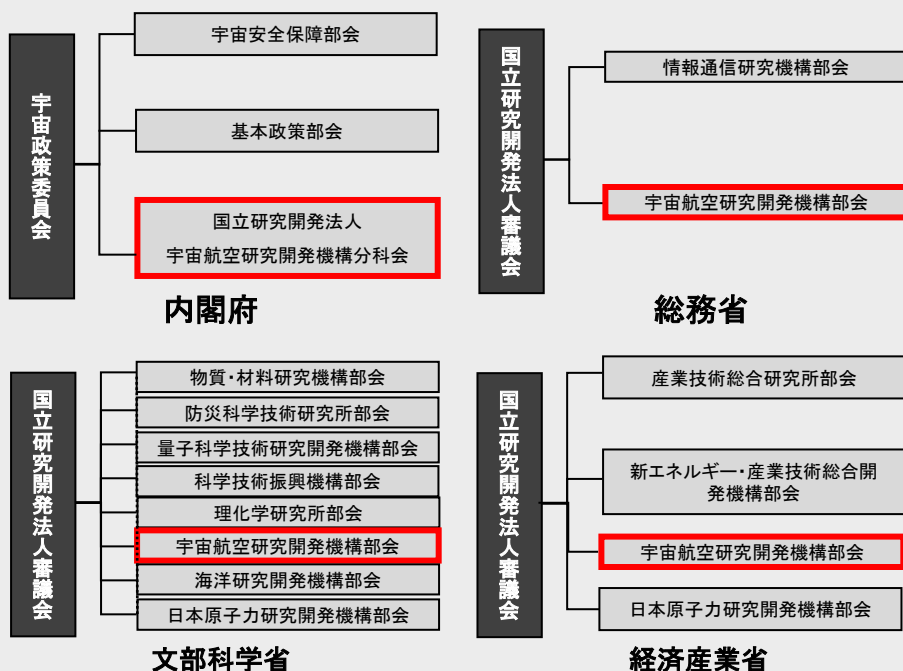 宇宙政策委員会
宇宙安全保障部会
基本政策部会
国立研究開発法人
宇宙航空研究開発機構分科会
内閣府
国立研究開発法人審議会
情報通信研究機構部会
宇宙航空研究開発機構部会
総務省
国立研究開発法人審議会
物質・材料研究機構部会
防災科学技術研究所部会
量子科学技術研究開発機構部会
科学技術振興機構部会
理化学研究所部会
宇宙航空研究開発機構部会
海洋研究開発機構部会
日本原子力研究開発機構部会
文部科学省
国立研究開発法人審議会
産業技術総合研究所部会
新エネルギー・産業技術総合開
発機構部会
宇宙航空研究開発機構部会
日本原子力研究開発機構部会
経済産業省